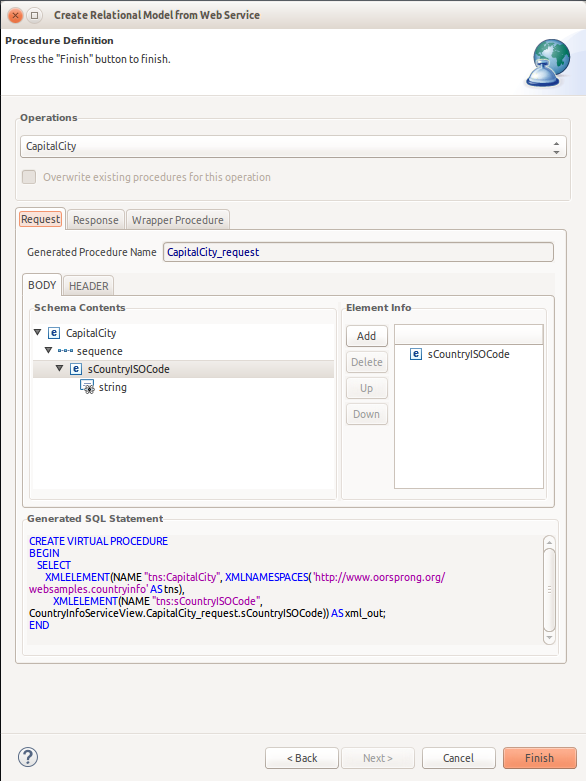 Create Relational Model from Web Service
Procedure Definition
Press the "Finish" button to finish.
Operations
CapitalCity
Overwrite existing procedures for this operation
Request Response Wrapper Procedure
Generated Procedure Name CapitalCity_request
BODY HEADER
Schema Contents Element Info
e CapitalCity Add
sequence e sCountryISOCode
e sCountryISOCode Delete
string Up
Down
Generated SQL Statement
CREATE VIRTUAL PROCEDURE
BEGIN
SELECT
XMLELEMENT(NAME "tns:CapitalCity", XMLNAMESPACES('http://www.oorsprong.org/
websamples.countryinfo' AS tns),
XMLELEMENT(NAME "tns:sCountryISOCode",
CountryInfoServiceView.CapitalCity_request.sCountryISOCode)) AS xml_out;
END
? < Back Next > Cancel Finish